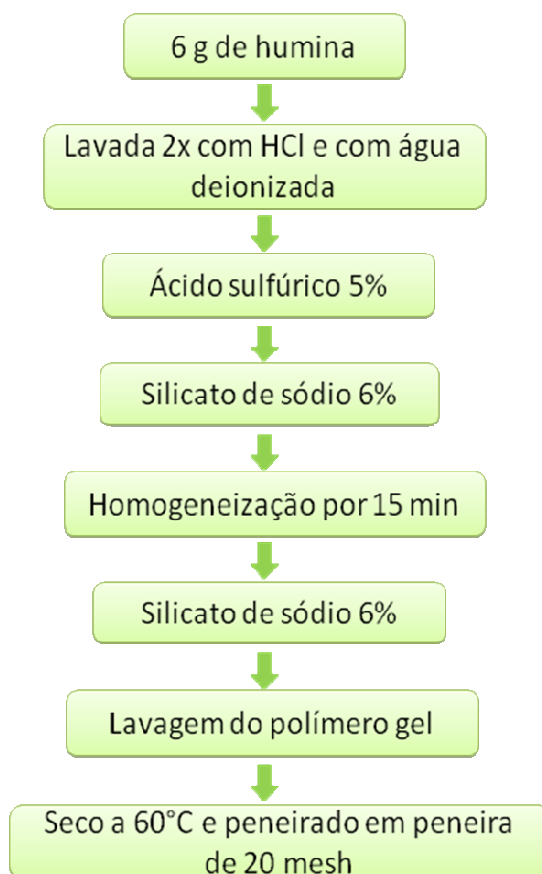 6 g de humina
Lavada 2x com HCl e com água
deionizada
Ácido sulfúrico 5%
Silicato de sódio 6%
Homogeneização por 15 min
Silicato de sódio 6%
Lavagem do polímero gel
Seco a 60°C e peneirado em peneira
de 20 mesh